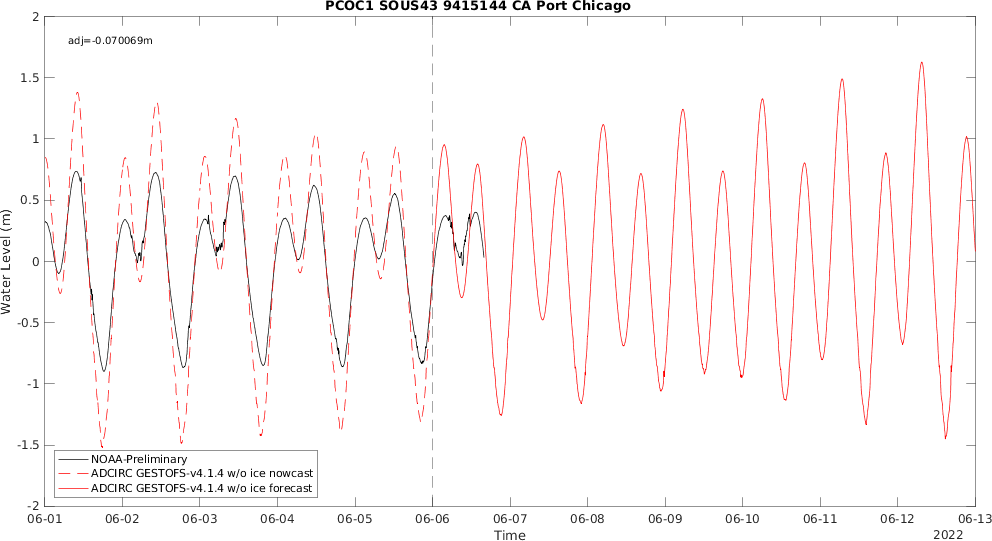 PCOC1 SOUS43 9415144 CA Port Chicago
adj=-0.070069m
2
1.5
1
0.5
0
-0.5
-1
-1.5
-2
Water Level (m)
NOAA-Preliminary
ADCIRC GESTOFS-v4.1.4 w/o ice nowcast
ADCIRC GESTOFS-v4.1.4 w/o ice forecast
06-01 06-02 06-03 06-04 06-05 06-06 06-07 06-08 06-09 06-10 06-11 06-12 06-13
Time
2022